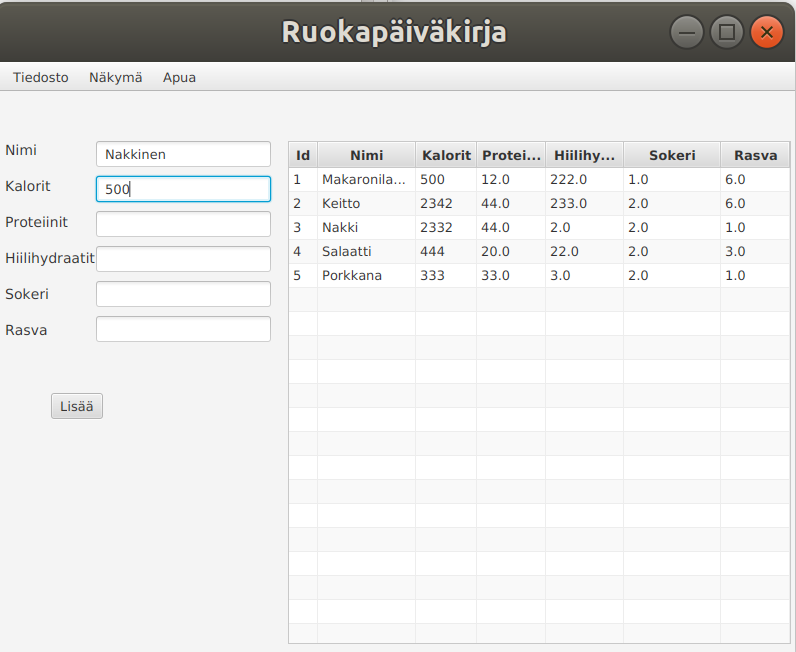 Ruokapäiväkirja
Tiedosto Näkymä Apua
Nimi Nakkinen
Kalorit 500
Proteiinit
Hiilihydraatit
Sokeri
Rasva
Lisää
Id Nimi Kalorit Protei... Hiilihy... Sokeri Rasva
1 Makaronila... 500 12.0 222.0 1.0 6.0
2 Keitto 2342 44.0 233.0 2.0 6.0
3 Nakki 2332 44.0 2.0 2.0 1.0
4 Salaatti 444 20.0 22.0 2.0 3.0
5 Porkkana 333 33.0 3.0 2.0 1.0